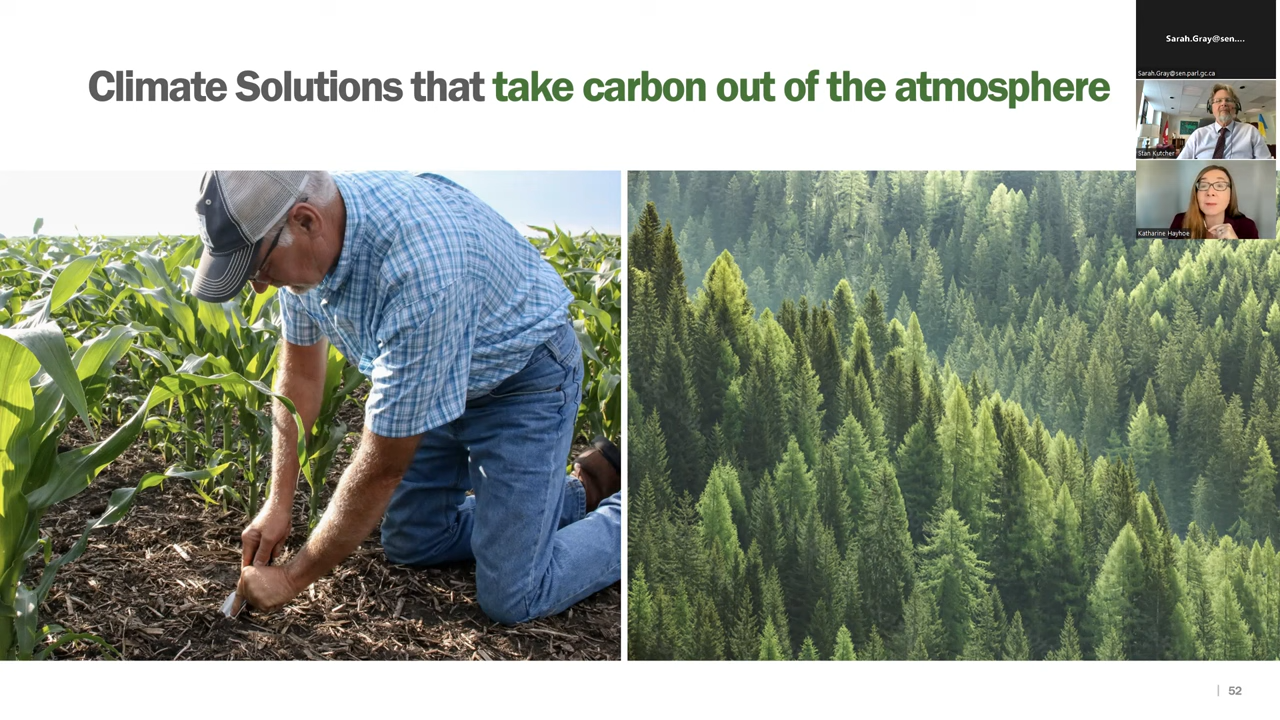 Climate Solutions that take carbon out of the atmosphere
Sarah.Gray@sen....
Sarah.Gray@sen.parl.gc.ca
Stan Kutcher
Katharine Hayhoe
52